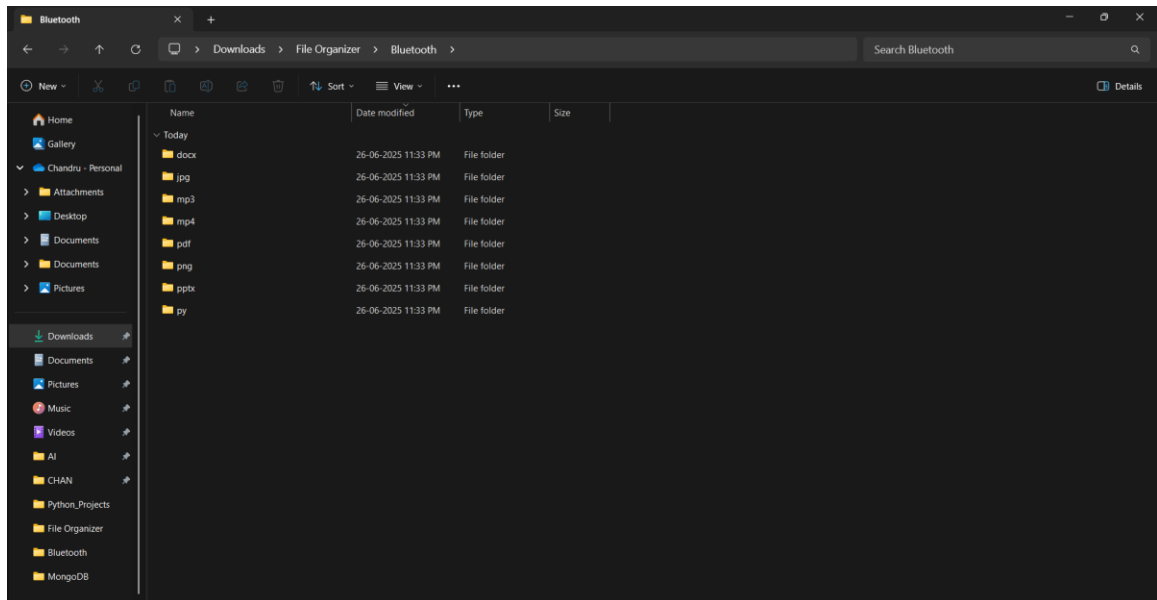 Bluetooth
Downloads > File Organizer > Bluetooth >
Search Bluetooth
New
Sort
View
Details
Home
Gallery
Chandru - Personal
Attachments
Desktop
Documents
Documents
Pictures
Downloads
Documents
Pictures
Music
Videos
AI
CHAN
Python_Projects
File Organizer
Bluetooth
MongoDB
Name Date modified Type Size
Today
docx 26-06-2025 11:33 PM File folder
jpg 26-06-2025 11:33 PM File folder
mp3 26-06-2025 11:33 PM File folder
mp4 26-06-2025 11:33 PM File folder
pdf 26-06-2025 11:33 PM File folder
png 26-06-2025 11:33 PM File folder
pptx 26-06-2025 11:33 PM File folder
py 26-06-2025 11:33 PM File folder